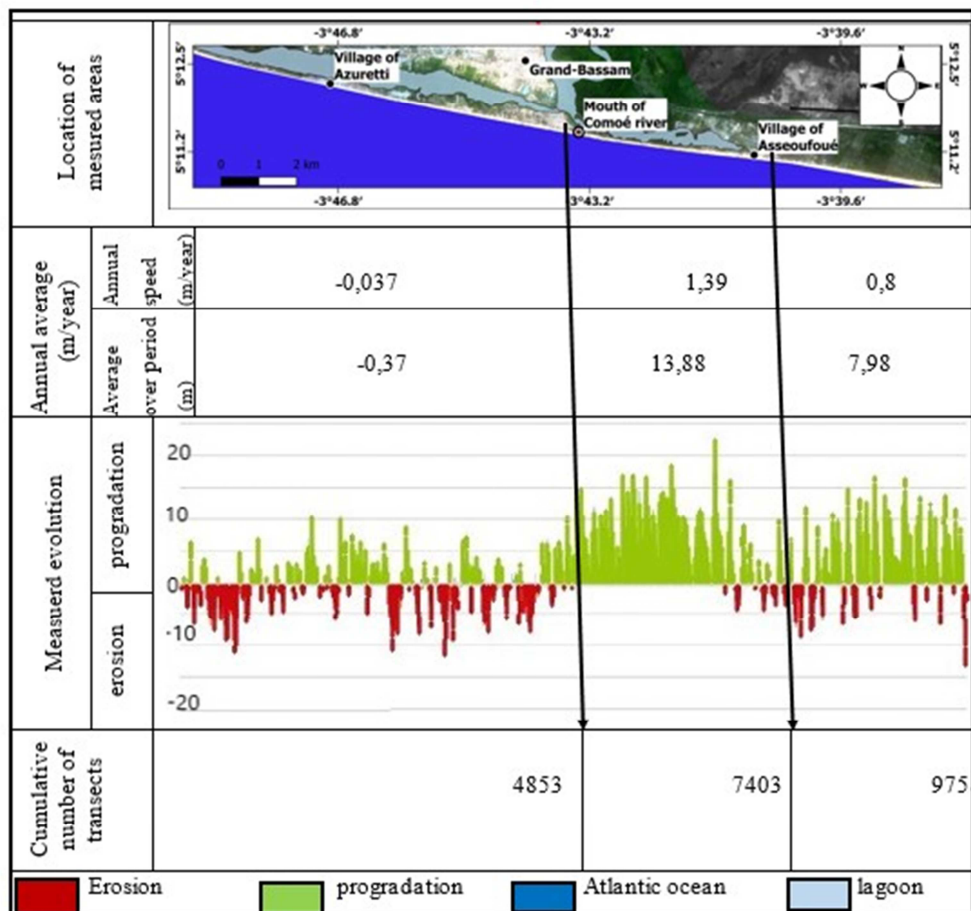 Location of
mesured areas
-3°46.8'
-3°43.2'
-3°39.6'
5°12.5'
5°11.2'
Village of
Azuretti
Grand-Bassam
Mouth of
Comoé river
Village of
Asseoufoué
N
W
E
S
5°12.5'
5°11.2'
0 1 2 km
-3°46.8'
-3°43.2'
-3°39.6'
Annual average
(m/year)
Annual
speed
(m/year)
-0,037
1,39
0,8
Average
over period
(m)
-0,37
13,88
7,98
Measuerd evolution
progradation
erosion
20
10
0
-10
-20
Cumulative
number of
transects
4853
7403
975
Erosion
progradation
Atlantic ocean
lagoon